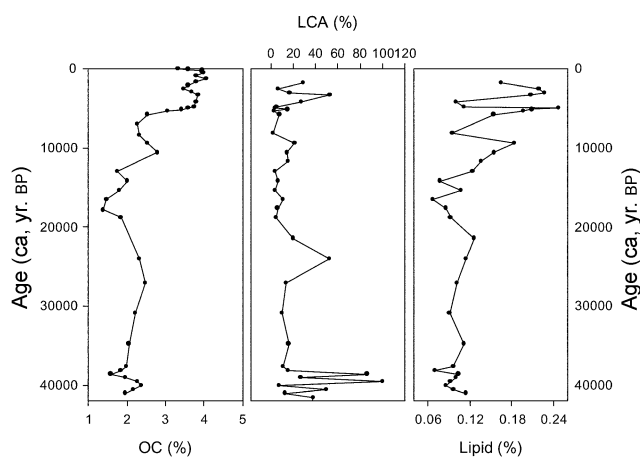 LCA (%)
0 20 40 60 80 100 120
0 0
10000 10000
20000 20000
30000 30000
40000 40000
Age (ca, yr. BP)
Age (ca, yr. BP)
1 2 3 4 5
0.06 0.12 0.18 0.24
OC (%)
Lipid (%)